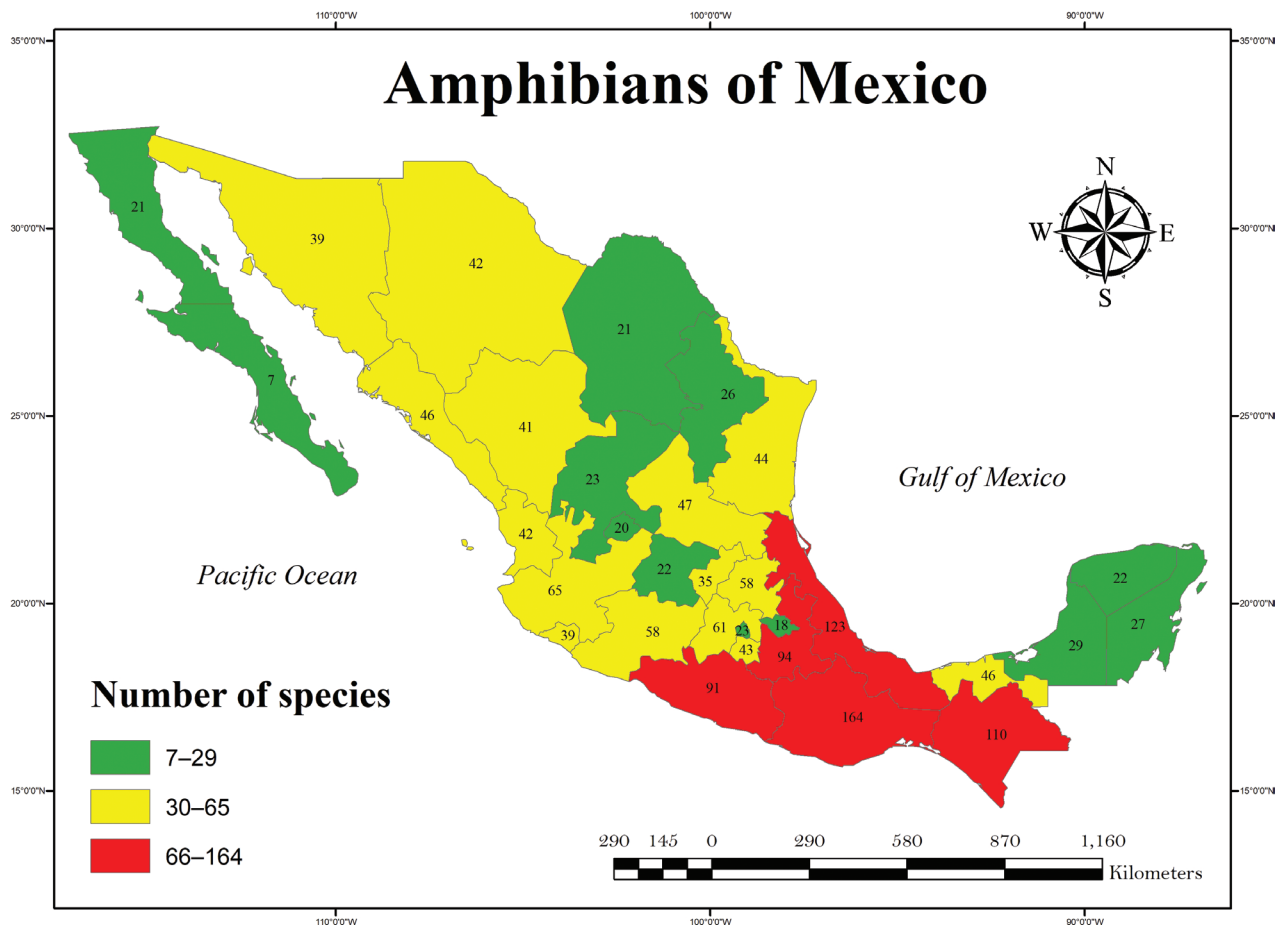 110°0'0"W 100°0'0"W 90°0'0"W
35°0'0"N 35°0'0"N
Amphibians of Mexico
N
W E
S
30°0'0"N 30°0'0"N
21
39
42
21
7
26
25°0'0"N 25°0'0"N
46
41
44
23
47
Gulf of Mexico
20
42
Pacific Ocean
22
35
58
22
65
20°0'0"N 20°0'0"N
39
58
61
23
18
123
27
43
94
29
46
91
164
110
Number of species
7–29
30–65
66–164
15°0'0"N 15°0'0"N
290 145 0 290 580 870 1,160
Kilometers
110°0'0"W 100°0'0"W 90°0'0"W